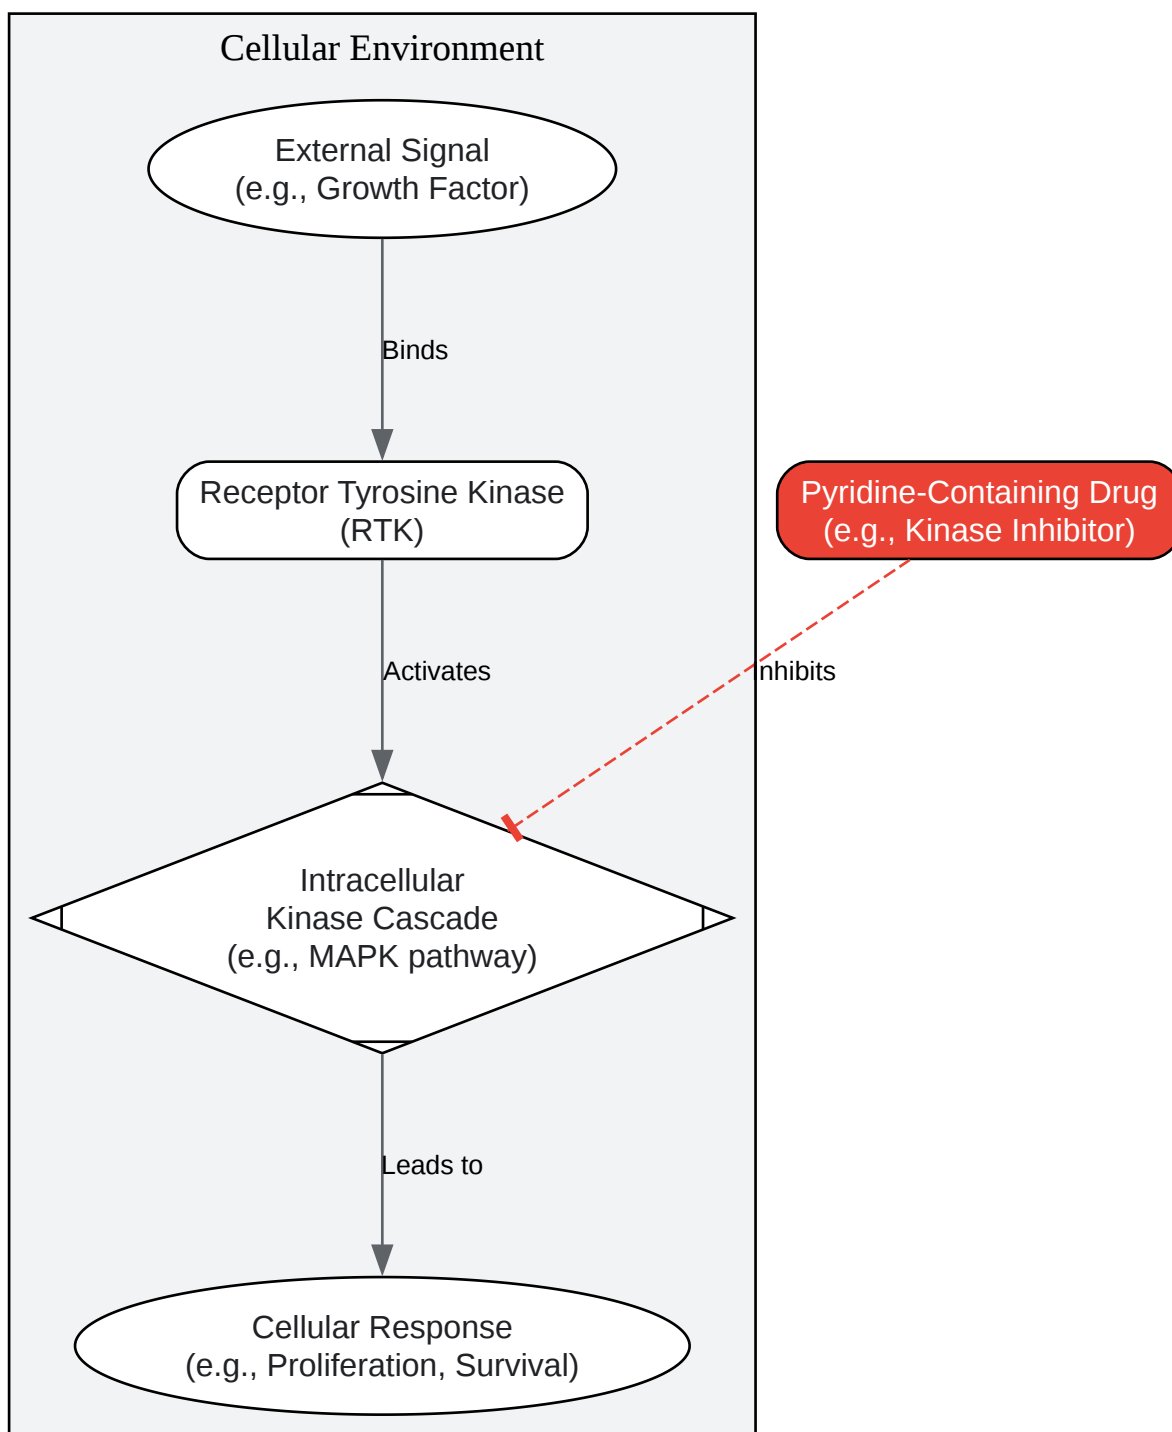 Cellular Environment
External Signal
(e.g., Growth Factor)
Binds
Receptor Tyrosine Kinase
(RTK)
Pyridine-Containing Drug
(e.g., Kinase Inhibitor)
Activates
Inhibits
Intracellular
Kinase Cascade
(e.g., MAPK pathway)
Leads to
Cellular Response
(e.g., Proliferation, Survival)